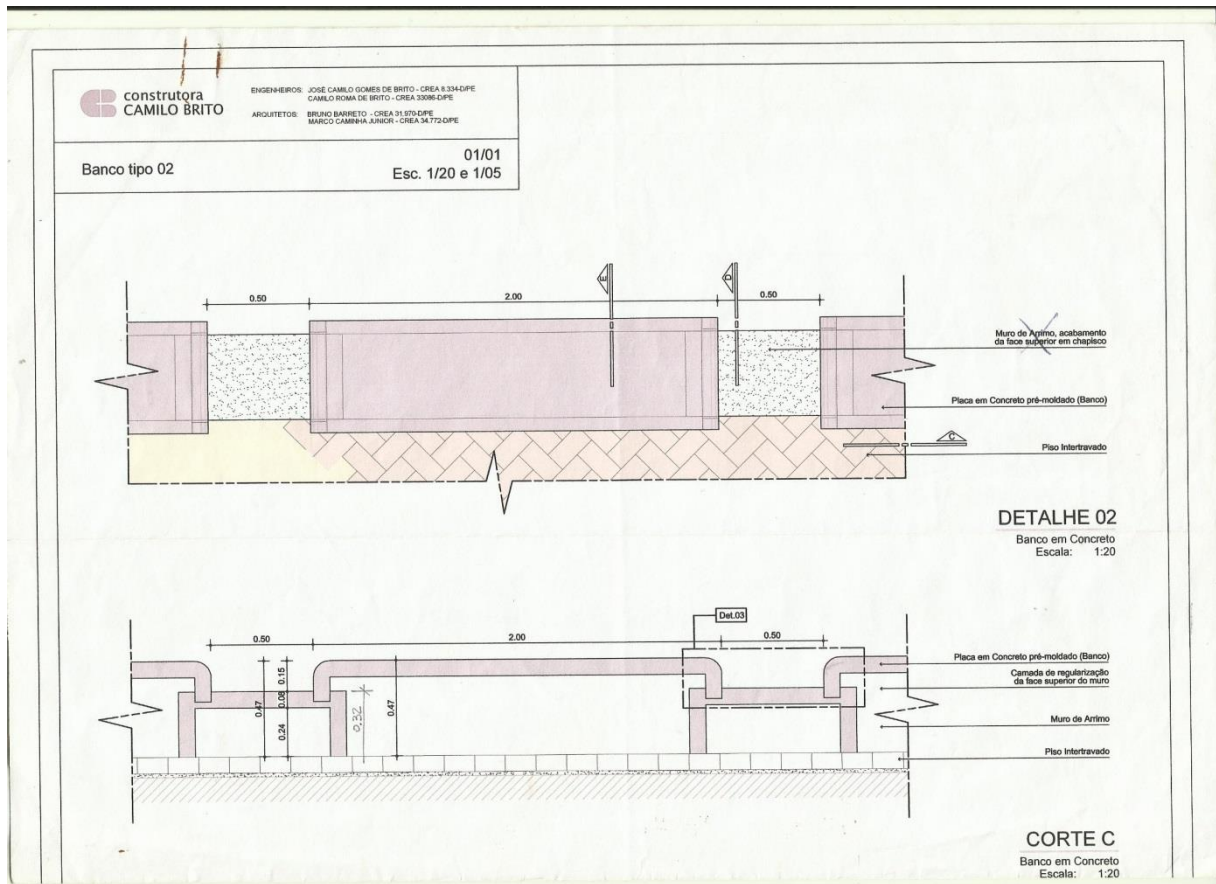 construtora
CAMILO BRITO
ENGENHEIROS: JOSÉ CAMILO GOMES DE BRITO - CREA 8.334-D/PE
CAMILO ROMA DE BRITO - CREA 33086-D/PE
ARQUITETOS: BRUNO BARRETO - CREA 31.970-D/PE
MARCO CAMINHA JUNIOR - CREA 34.772-D/PE
Banco tipo 02
01/01
Esc. 1/20 e 1/05
E
D
0.50
2.00
0.50
Muro de Arrimo, acabamento
da face superior em chapisco
Placa em Concreto pré-moldado (Banco)
C
Piso Intertravado
DETALHE 02
Banco em Concreto
Escala: 1:20
Det.03
0.50
2.00
0.50
Placa em Concreto pré-moldado (Banco)
Camada de regularização
da face superior do muro
0.47
0.15
0.08
0.24
0.32
0.47
Muro de Arrimo
Piso Intertravado
CORTE C
Banco em Concreto
Escala: 1:20